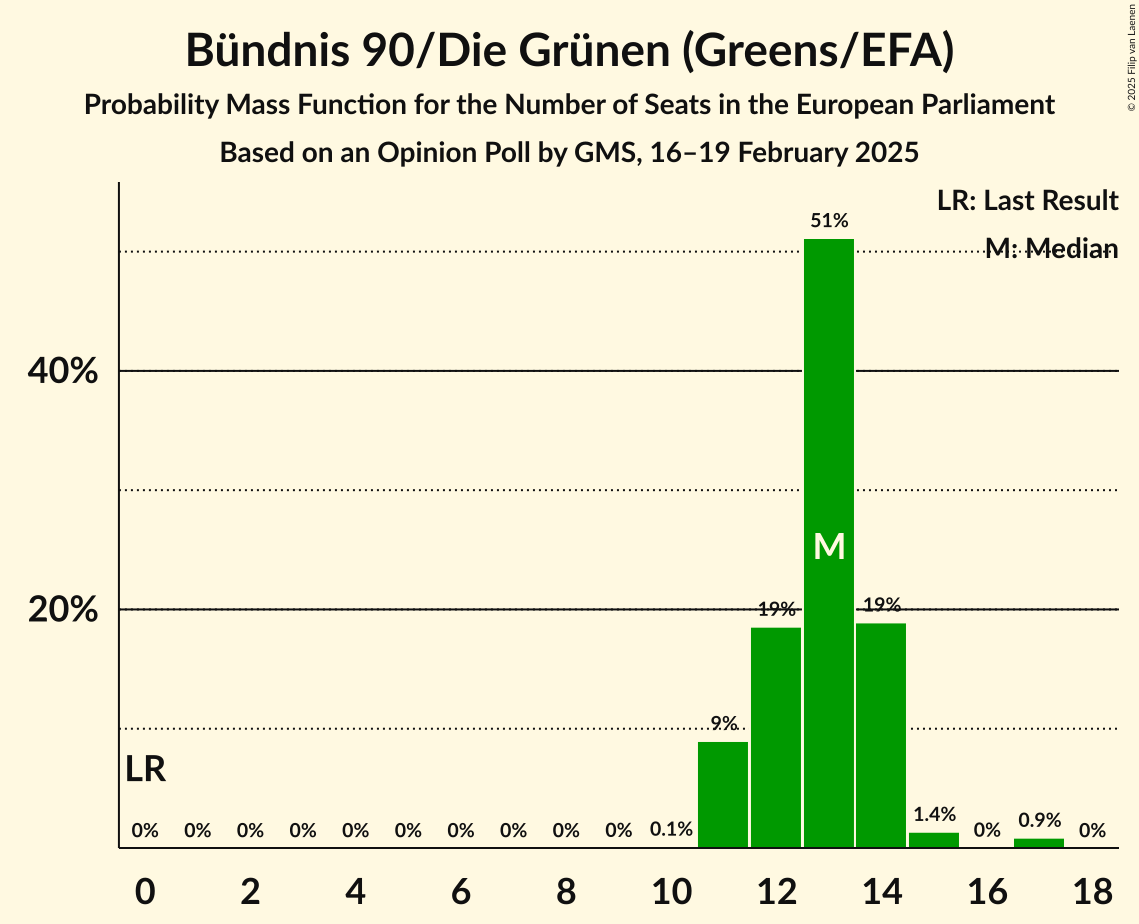 Bündnis 90/Die Grünen (Greens/EFA)
Probability Mass Function for the Number of Seats in the European Parliament
Based on an Opinion Poll by GMS, 16–19 February 2025
© 2025 Filip van Laenen
LR: Last Result
M: Median
51%
40%
M
20%
19%
19%
9%
LR
0%
0%
0%
0%
0%
0%
0%
0%
0%
0%
0.1%
1.4%
0%
0.9%
0%
0 2 4 6 8 10 12 14 16 18